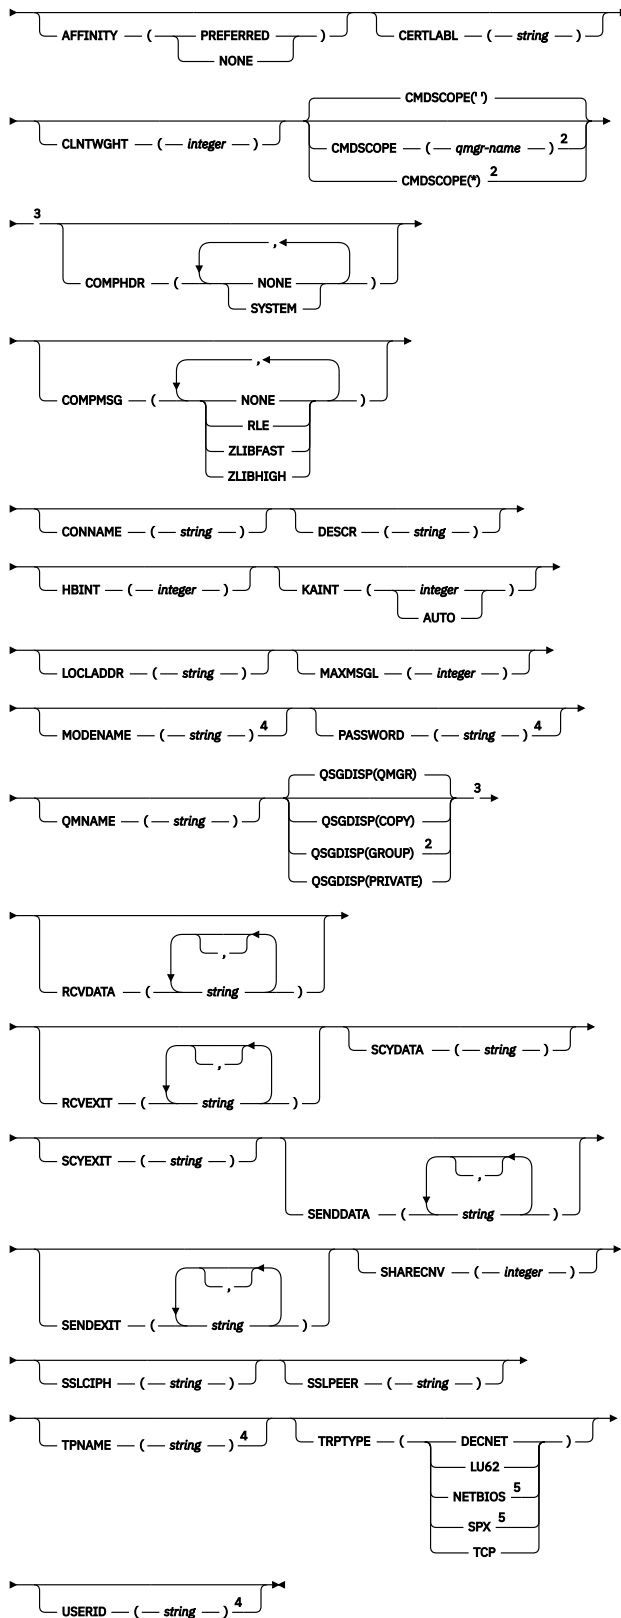 AFFINITY ( PREFERRED ) CERTLABL ( string )
NONE
CMDSCOPE(' ')
CLNTWGHT ( integer ) CMDSCOPE ( qmgr-name ) 2
CMDSCOPE(*) 2
3
,
COMPHDR ( NONE )
SYSTEM
,
COMPMSG ( NONE )
RLE
ZLIBFAST
ZLIBHIGH
CONNAME ( string ) DESCR ( string )
HBINT ( integer ) KAINT ( integer )
AUTO
LOCLADDR ( string ) MAXMSGL ( integer )
MODENAME ( string ) 4 PASSWORD ( string ) 4
QSGDISP(QMGR) 3
QMNAME ( string ) QSGDISP(COPY)
QSGDISP(GROUP) 2
QSGDISP(PRIVATE)
,
RCVDATA ( string )
SCYDATA ( string )
,
RCVEXIT ( string )
SCYEXIT ( string )
,
SENDDATA ( string )
SHARECNV ( integer )
,
SENDEXIT ( string )
SSLCIPH ( string ) SSLPEER ( string )
TPNAME ( string ) 4 TRPTYPE ( DECNET )
LU62
NETBIOS 5
SPX 5
TCP
USERID ( string ) 4